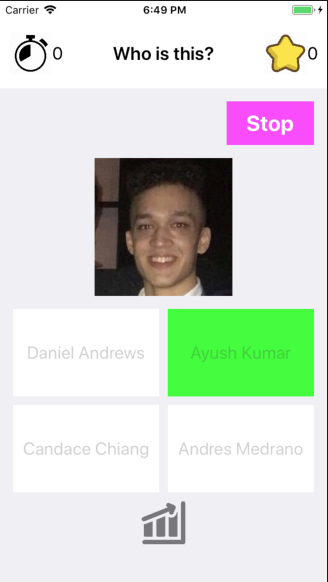 Carrier 6:49 PM
0 Who is this? 0
Stop
Daniel Andrews Ayush Kumar
Candace Chiang Andres Medrano